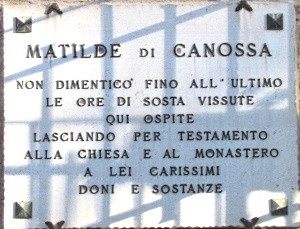 MATILDE DI CANOSSA
NON DIMENTICO' FINO ALL'ULTIMO
LE ORE DI SOSTA VISSUTE
QUI OSPITE
LASCIANDO PER TESTAMENTO
ALLA CHIESA E AL MONASTERO
A LEI CARISSIMI
DONI E SOSTANZE